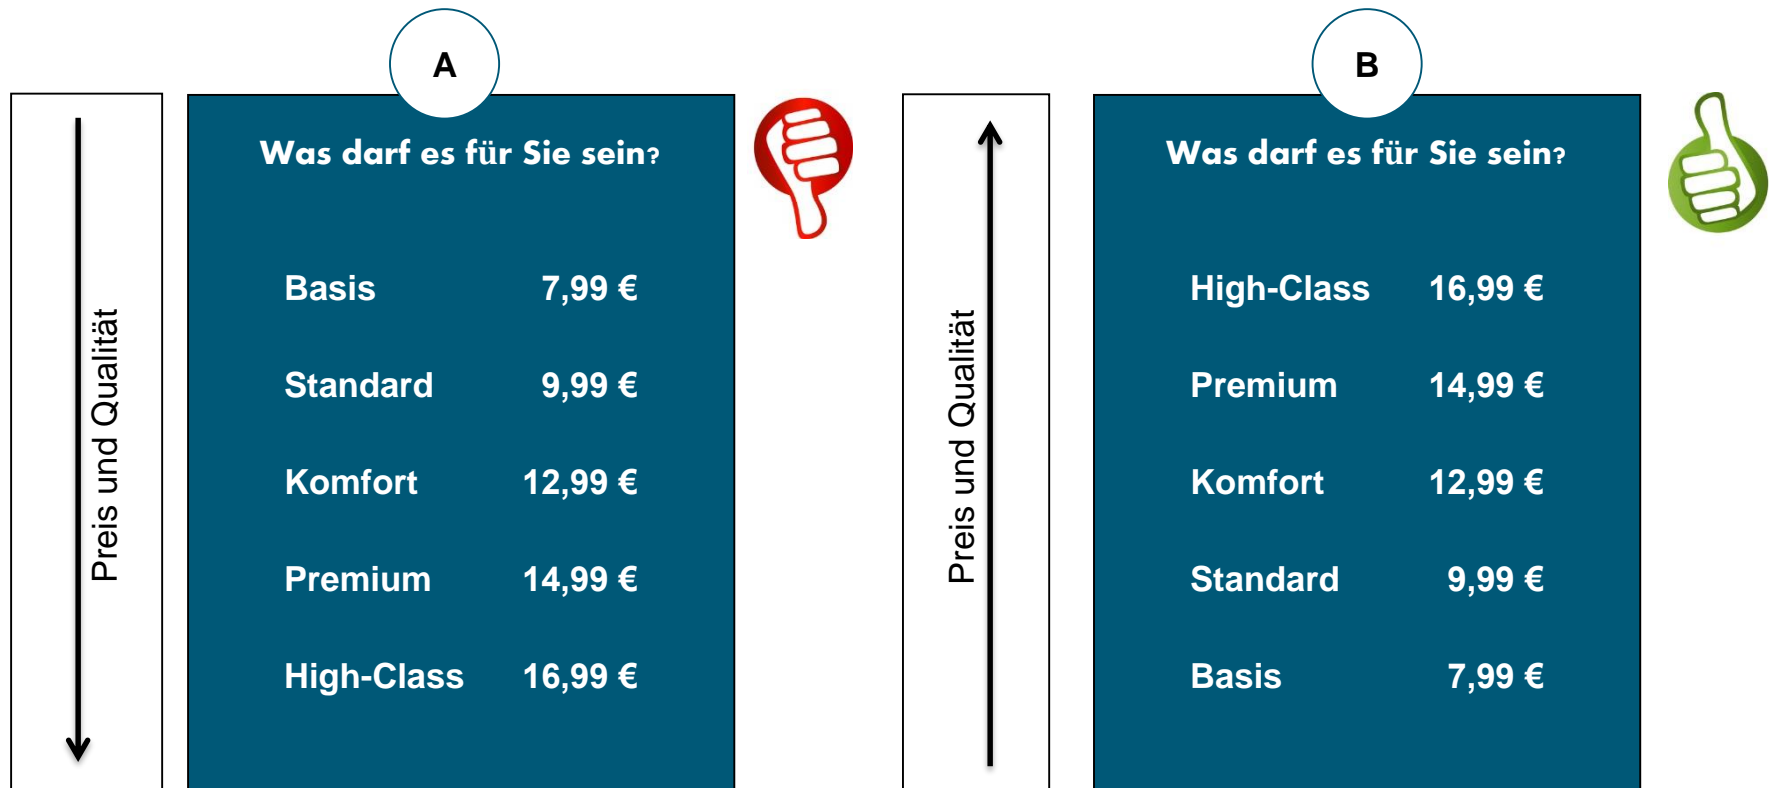 A
Was darf es für Sie sein?
Preis und Qualität
Basis 7,99 €
Standard 9,99 €
Komfort 12,99 €
Premium 14,99 €
High-Class 16,99 €
B
Was darf es für Sie sein?
Preis und Qualität
High-Class 16,99 €
Premium 14,99 €
Komfort 12,99 €
Standard 9,99 €
Basis 7,99 €